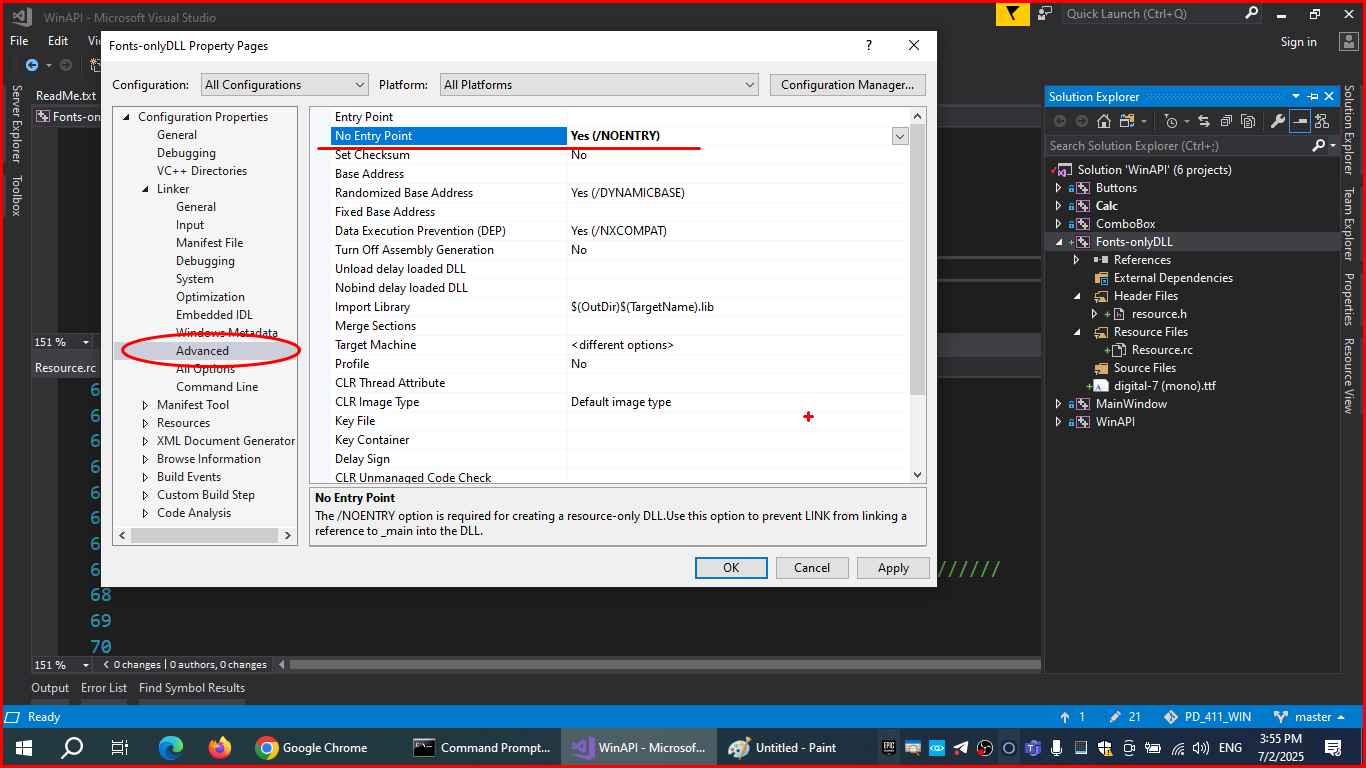 WinAPI - Microsoft Visual Studio
Quick Launch (Ctrl+Q)
File Edit
Sign in
Fonts-onlyDLL Property Pages
? 
Configuration: All Configurations Platform: All Platforms Configuration Manager...
ReadMe.txt
Server Explorer
Toolbox
Configuration Properties
General
Debugging
VC++ Directories
Linker
General
Input
Manifest File
Debugging
System
Optimization
Embedded IDL
Windows Metadata
Advanced
All Options
Command Line
Manifest Tool
Resources
XML Document Generator
Browse Information
Build Events
Custom Build Step
Code Analysis
Entry Point
No Entry Point Yes (/NOENTRY)
Set Checksum No
Base Address
Randomized Base Address Yes (/DYNAMICBASE)
Fixed Base Address
Data Execution Prevention (DEP) Yes (/NXCOMPAT)
Turn Off Assembly Generation No
Unload delay loaded DLL
Nobind delay loaded DLL
Import Library $(OutDir)$(TargetName).lib
Merge Sections
Target Machine <different options>
Profile No
CLR Thread Attribute
CLR Image Type Default image type
Key File
Key Container
Delay Sign
CLR Unmanaged Code Check
No Entry Point
The /NOENTRY option is required for creating a resource-only DLL.Use this option to prevent LINK from linking a
reference to _main into the DLL.
OK Cancel Apply
Solution Explorer
Search Solution Explorer (Ctrl+;)
Solution 'WinAPI' (6 projects)
Buttons
Calc
ComboBox
Fonts-onlyDLL
References
External Dependencies
Header Files
resource.h
Resource Files
Resource.rc
Source Files
digital-7 (mono).ttf
MainWindow
WinAPI
Solution Explorer
Team Explorer
Properties
Resource View
151 %
Resource.rc
//////
68
69
70
151 % 0 changes | 0 authors, 0 changes
Output Error List Find Symbol Results
Ready 1 21 PD_411_WIN master
Google Chrome Command Prompt... WinAPI - Microsof... Untitled - Paint EPIC GAMES ENG 3:55 PM
7/2/2025